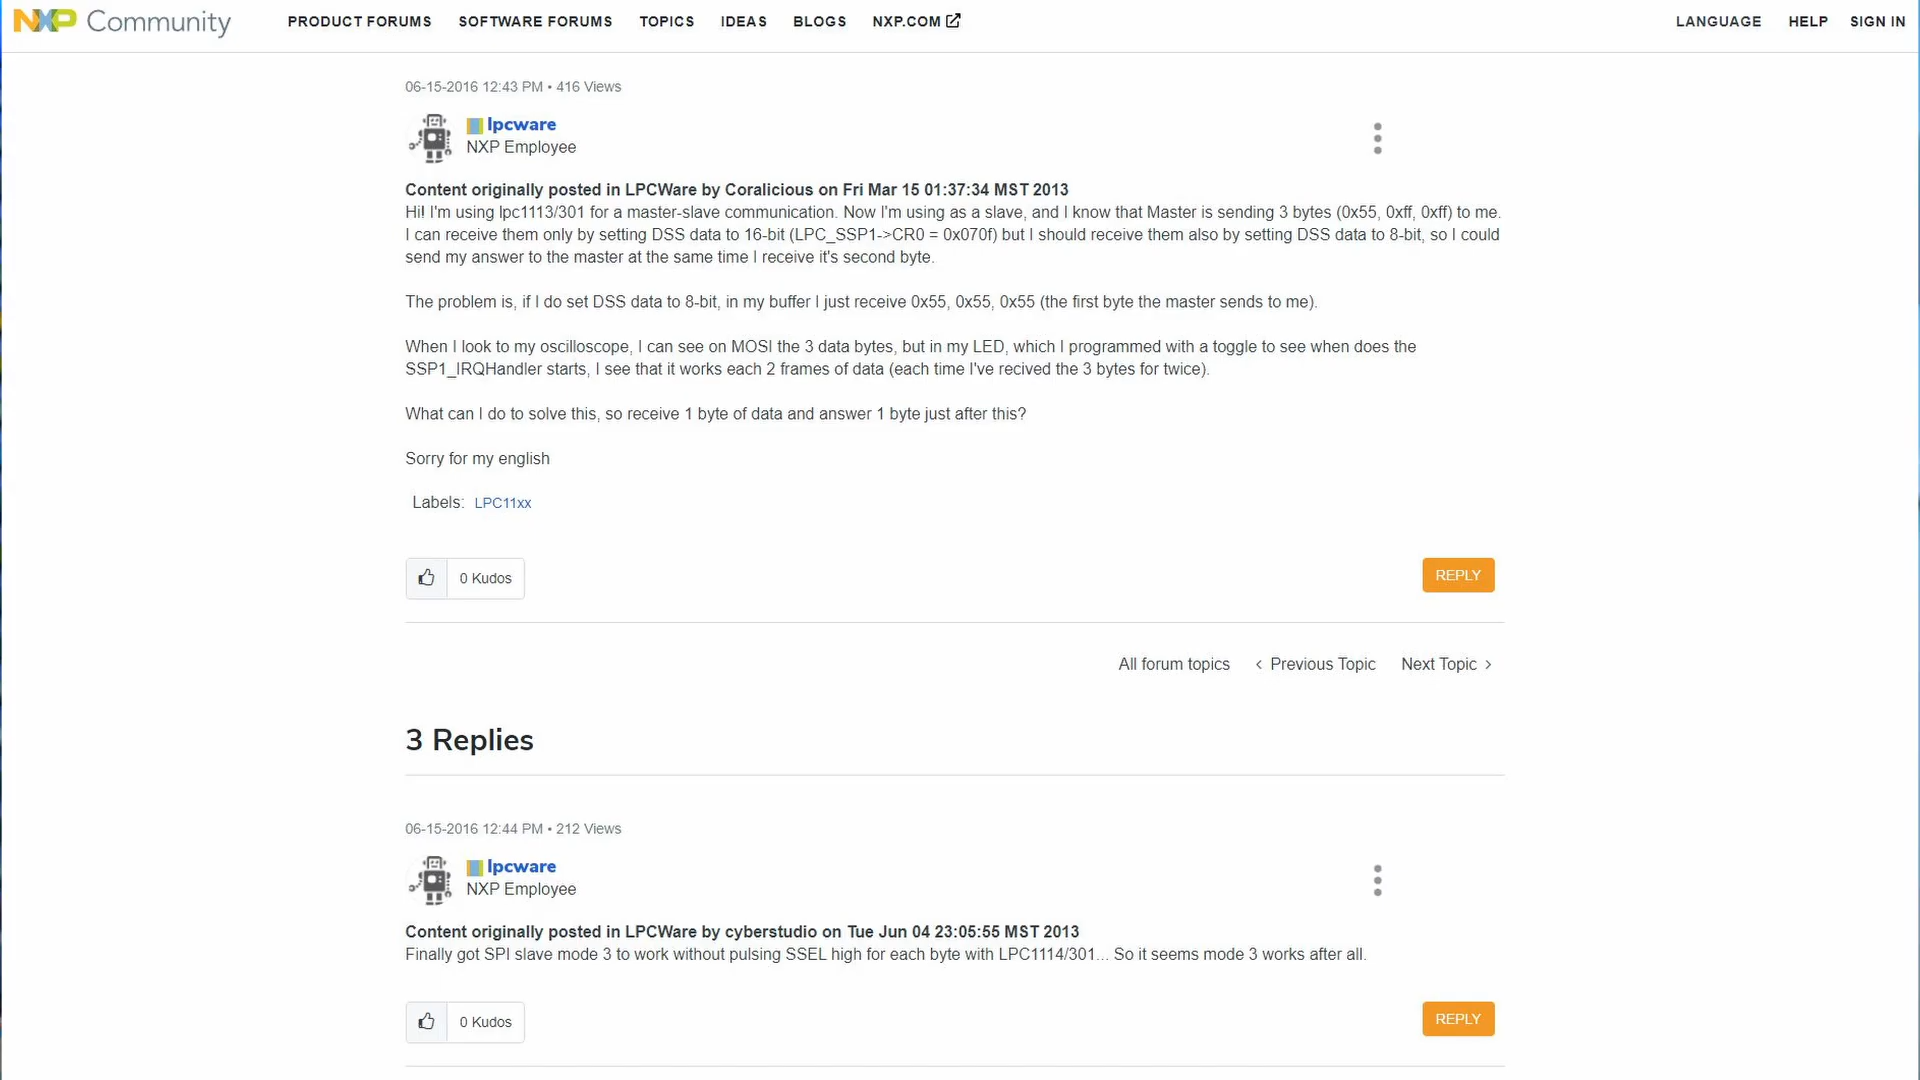 NXP Community PRODUCT FORUMS SOFTWARE FORUMS TOPICS IDEAS BLOGS NXP.COM LANGUAGE HELP SIGN IN
06-15-2016 12:43 PM • 416 Views
lpcware
NXP Employee
Content originally posted in LPCWare by Coralicious on Fri Mar 15 01:37:34 MST 2013
Hi! I'm using lpc1113/301 for a master-slave communication. Now I'm using as a slave, and I know that Master is sending 3 bytes (0x55, 0xff, 0xff) to me.
I can receive them only by setting DSS data to 16-bit (LPC_SSP1->CR0 = 0x070f) but I should receive them also by setting DSS data to 8-bit, so I could
send my answer to the master at the same time I receive it's second byte.
The problem is, if I do set DSS data to 8-bit, in my buffer I just receive 0x55, 0x55, 0x55 (the first byte the master sends to me).
When I look to my oscilloscope, I can see on MOSI the 3 data bytes, but in my LED, which I programmed with a toggle to see when does the
SSP1_IRQHandler starts, I see that it works each 2 frames of data (each time I've recived the 3 bytes for twice).
What can I do to solve this, so receive 1 byte of data and answer 1 byte just after this?
Sorry for my english
Labels: LPC11xx
0 Kudos REPLY
All forum topics < Previous Topic Next Topic >
3 Replies
06-15-2016 12:44 PM • 212 Views
lpcware
NXP Employee
Content originally posted in LPCWare by cyberstudio on Tue Jun 04 23:05:55 MST 2013
Finally got SPI slave mode 3 to work without pulsing SSEL high for each byte with LPC1114/301... So it seems mode 3 works after all.
0 Kudos REPLY